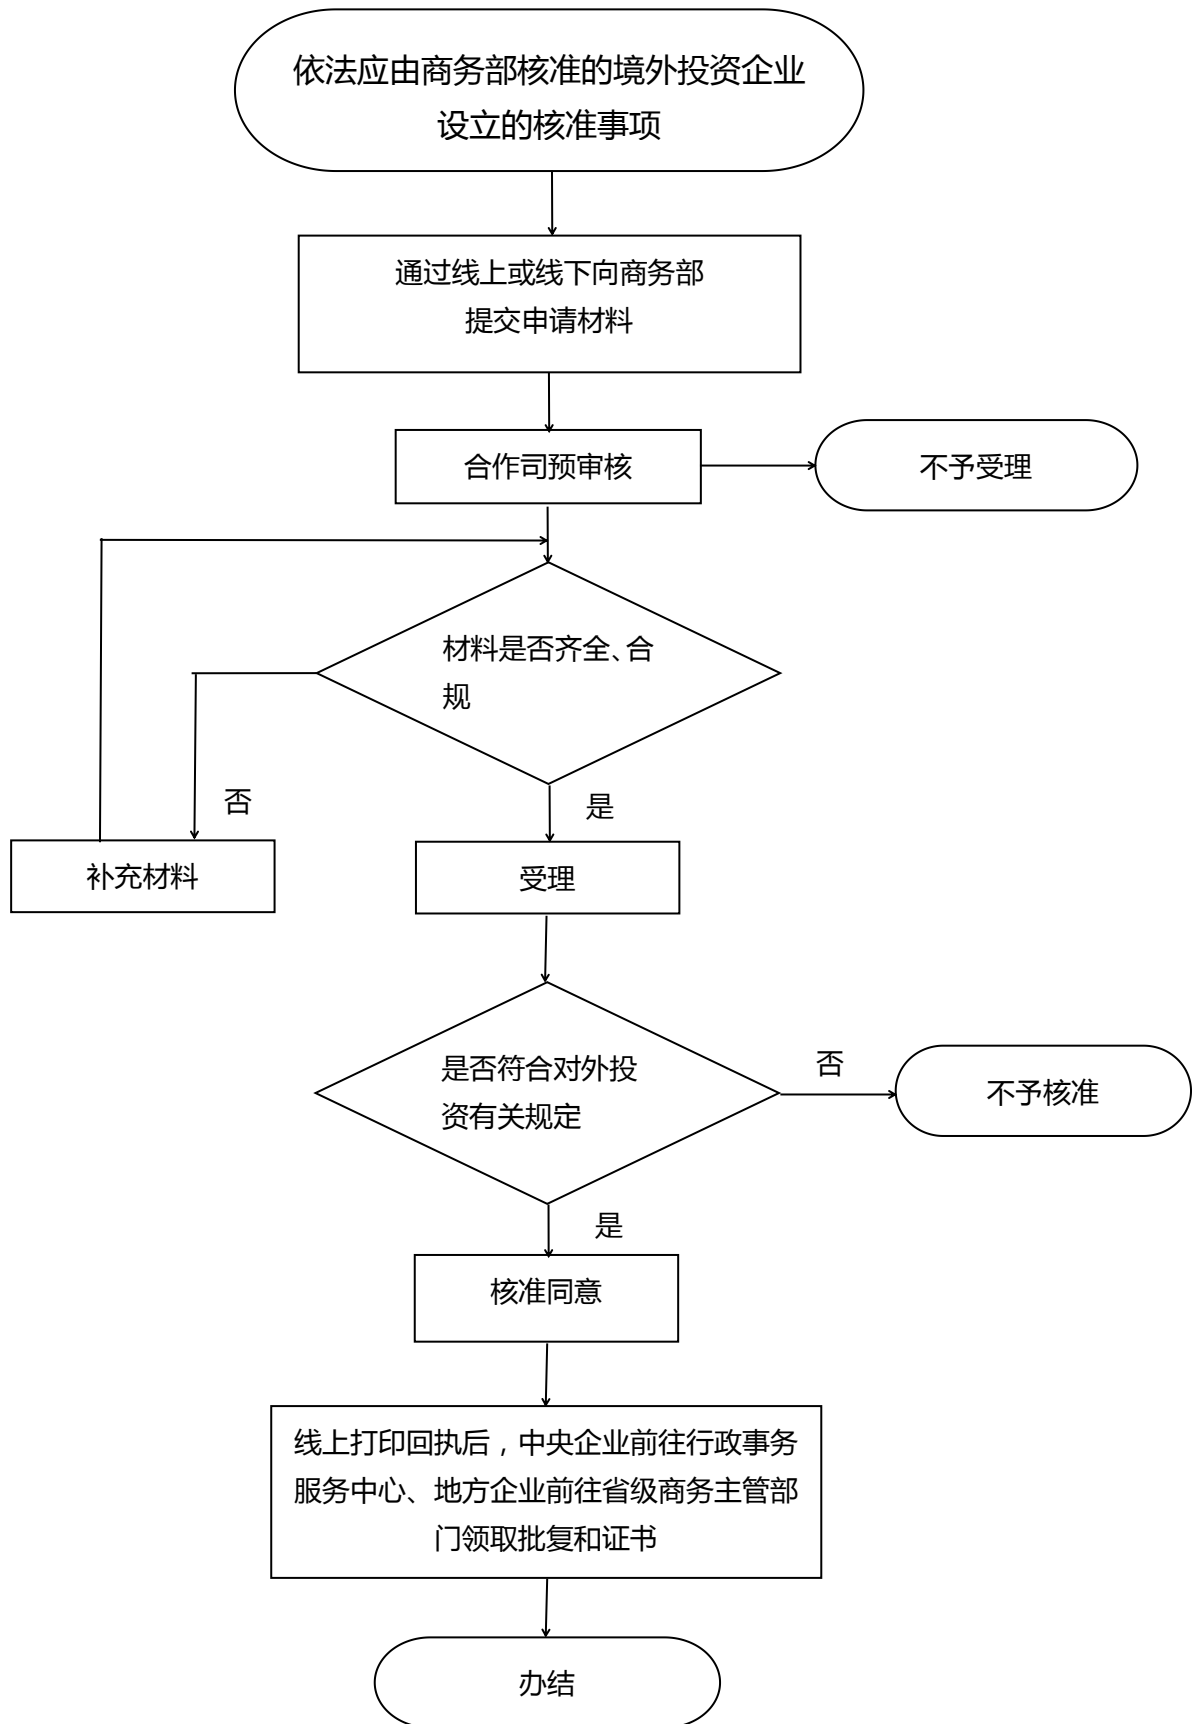 依法应由商务部核准的境外投资企业
设立的核准事项
通过线上或线下向商务部
提交申请材料
合作司预审核
不予受理
材料是否齐全、合
规
否
是
补充材料
受理
是否符合对外投
资有关规定
否
不予核准
是
核准同意
线上打印回执后，中央企业前往行政事务
服务中心、地方企业前往省级商务主管部
门领取批复和证书
办结